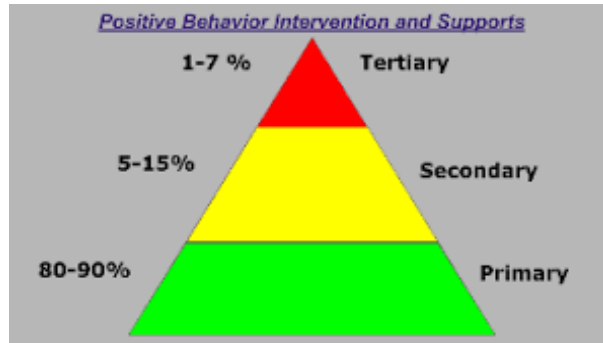 Positive Behavior Intervention and Supports
1-7 % Tertiary
5-15% Secondary
80-90% Primary